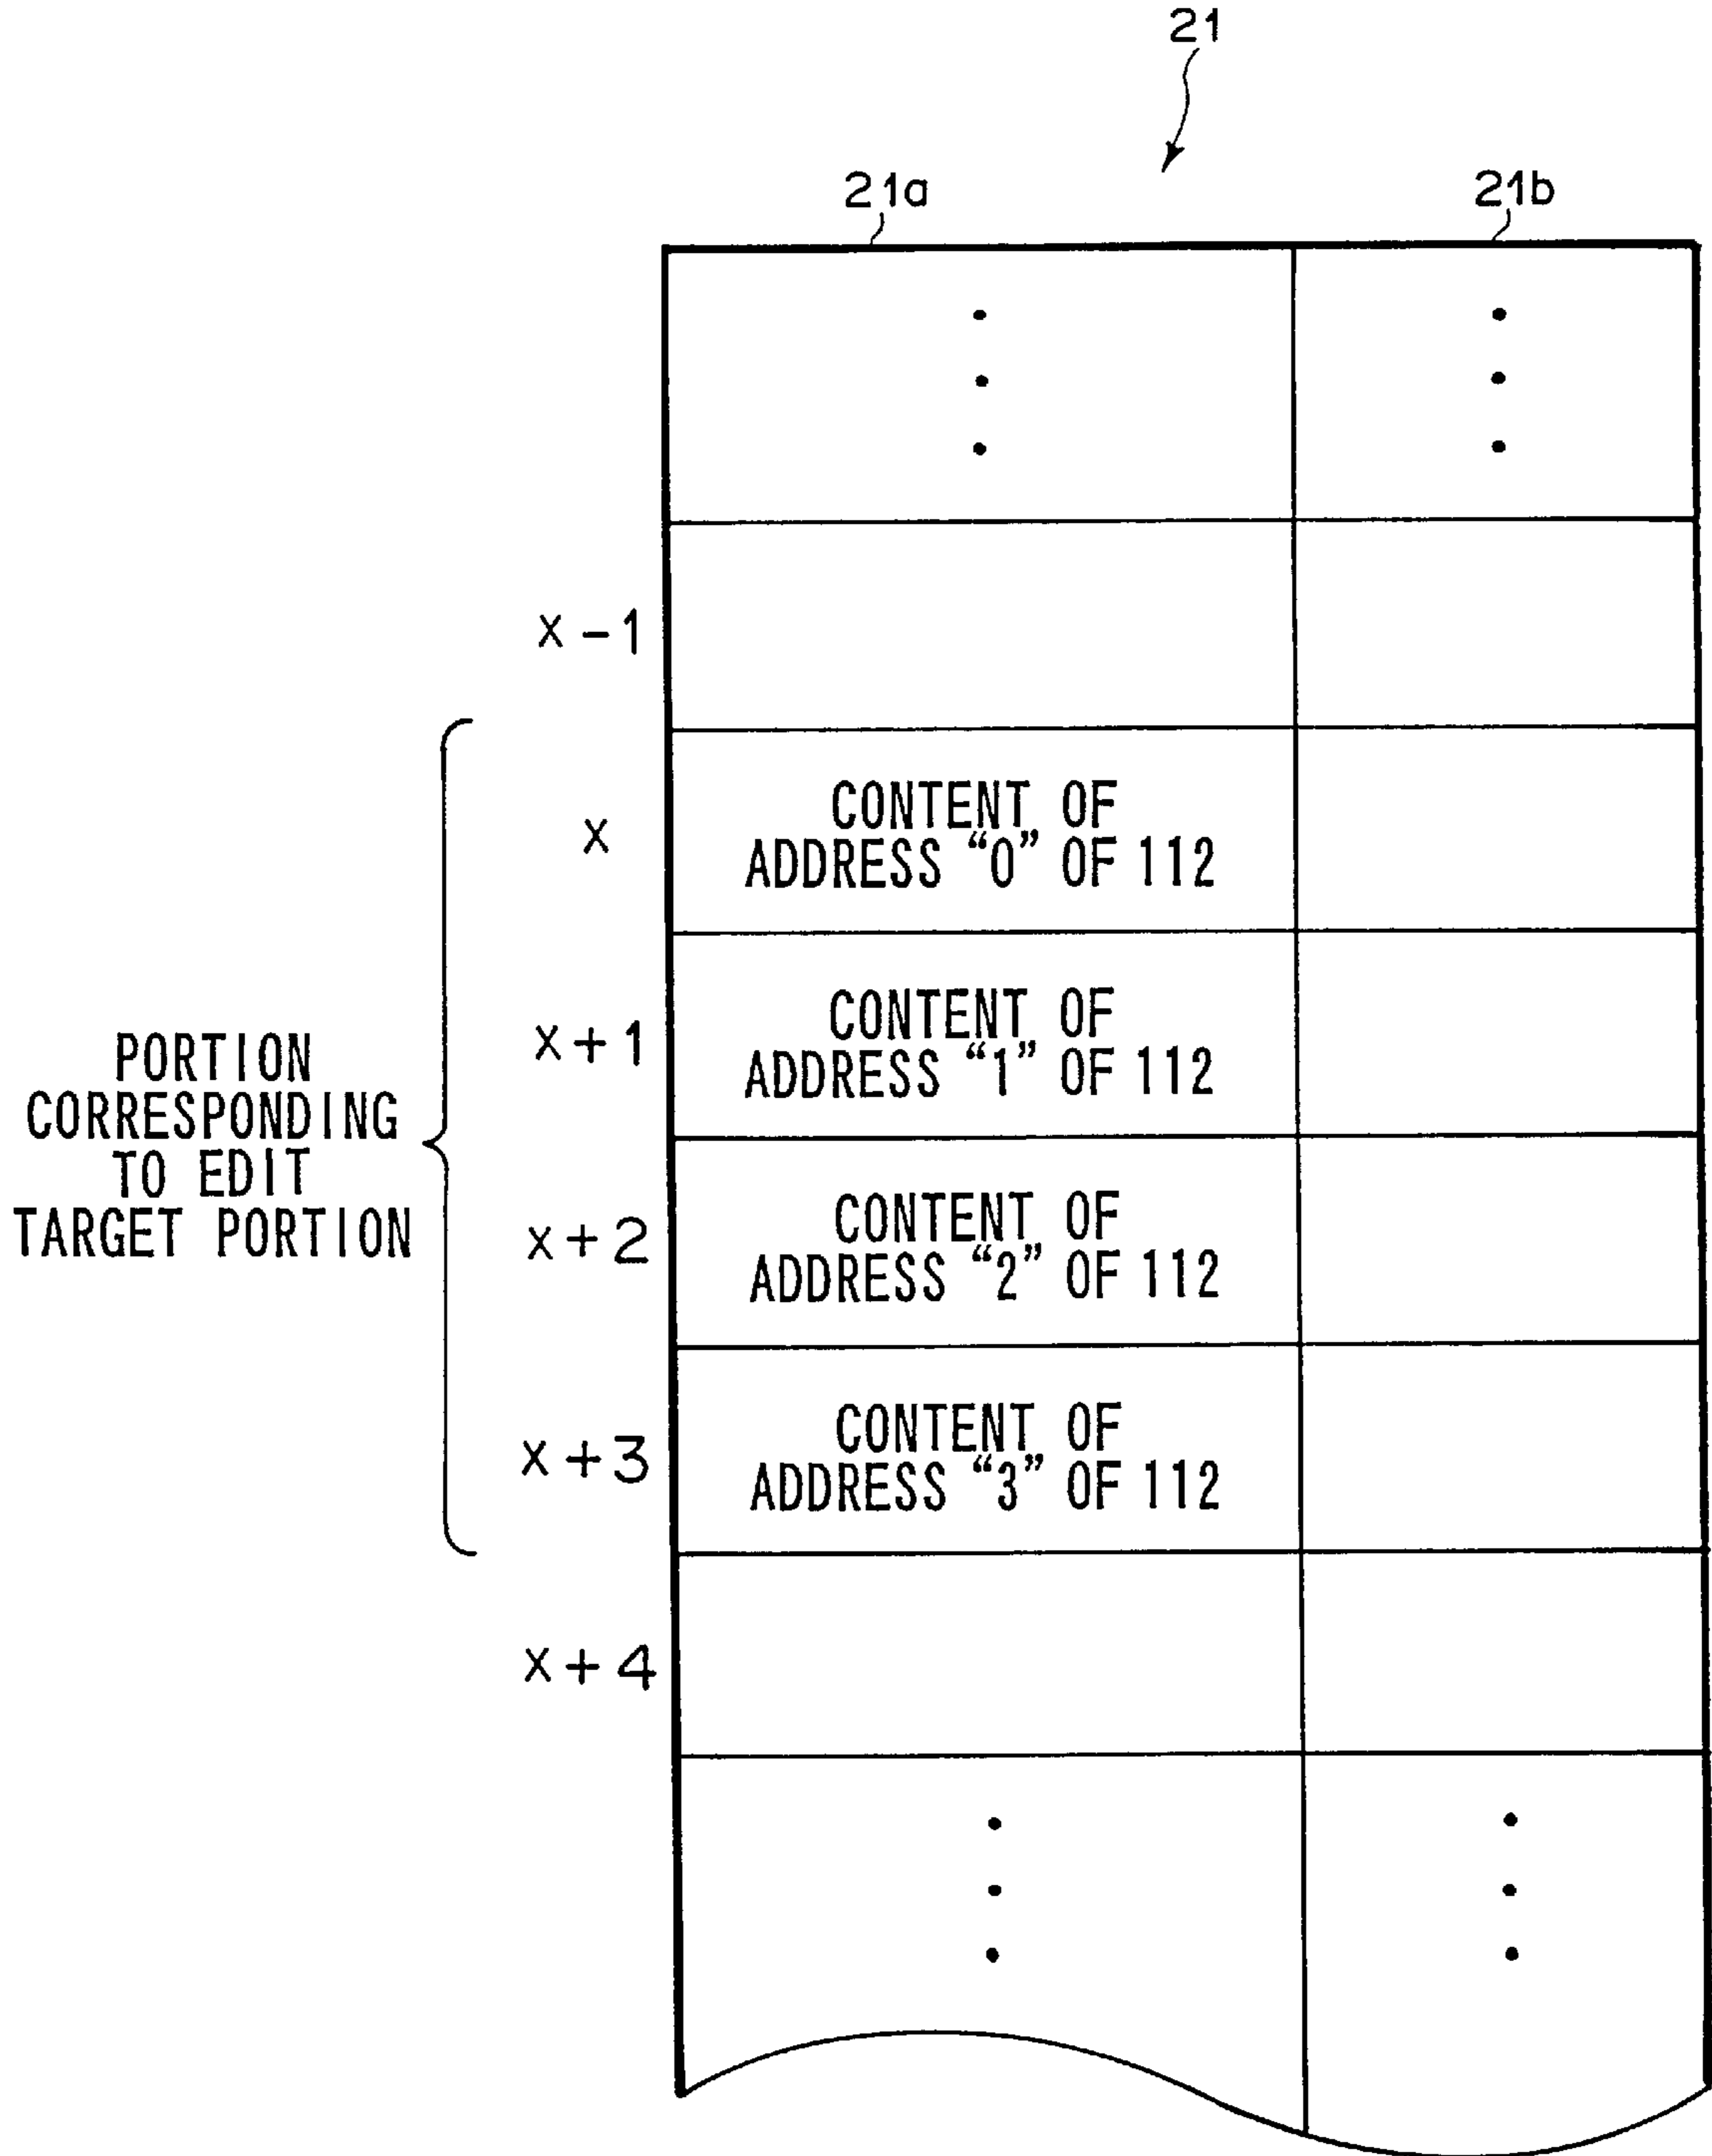 21
21a
21b
x-1
x
CONTENT OF
ADDRESS “0” OF 112
x+1
CONTENT OF
ADDRESS “1” OF 112
PORTION
CORRESPONDING
TO EDIT
TARGET PORTION
x+2
CONTENT OF
ADDRESS “2” OF 112
x+3
CONTENT OF
ADDRESS “3” OF 112
x+4